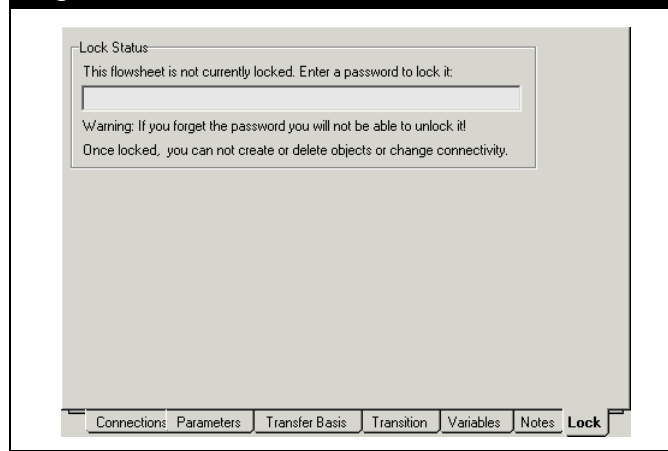 Lock Status
This flowsheet is not currently locked. Enter a password to lock it:
Warning: If you forget the password you will not be able to unlock it!
Once locked, you can not create or delete objects or change connectivity.
Connections Parameters Transfer Basis Transition Variables Notes Lock